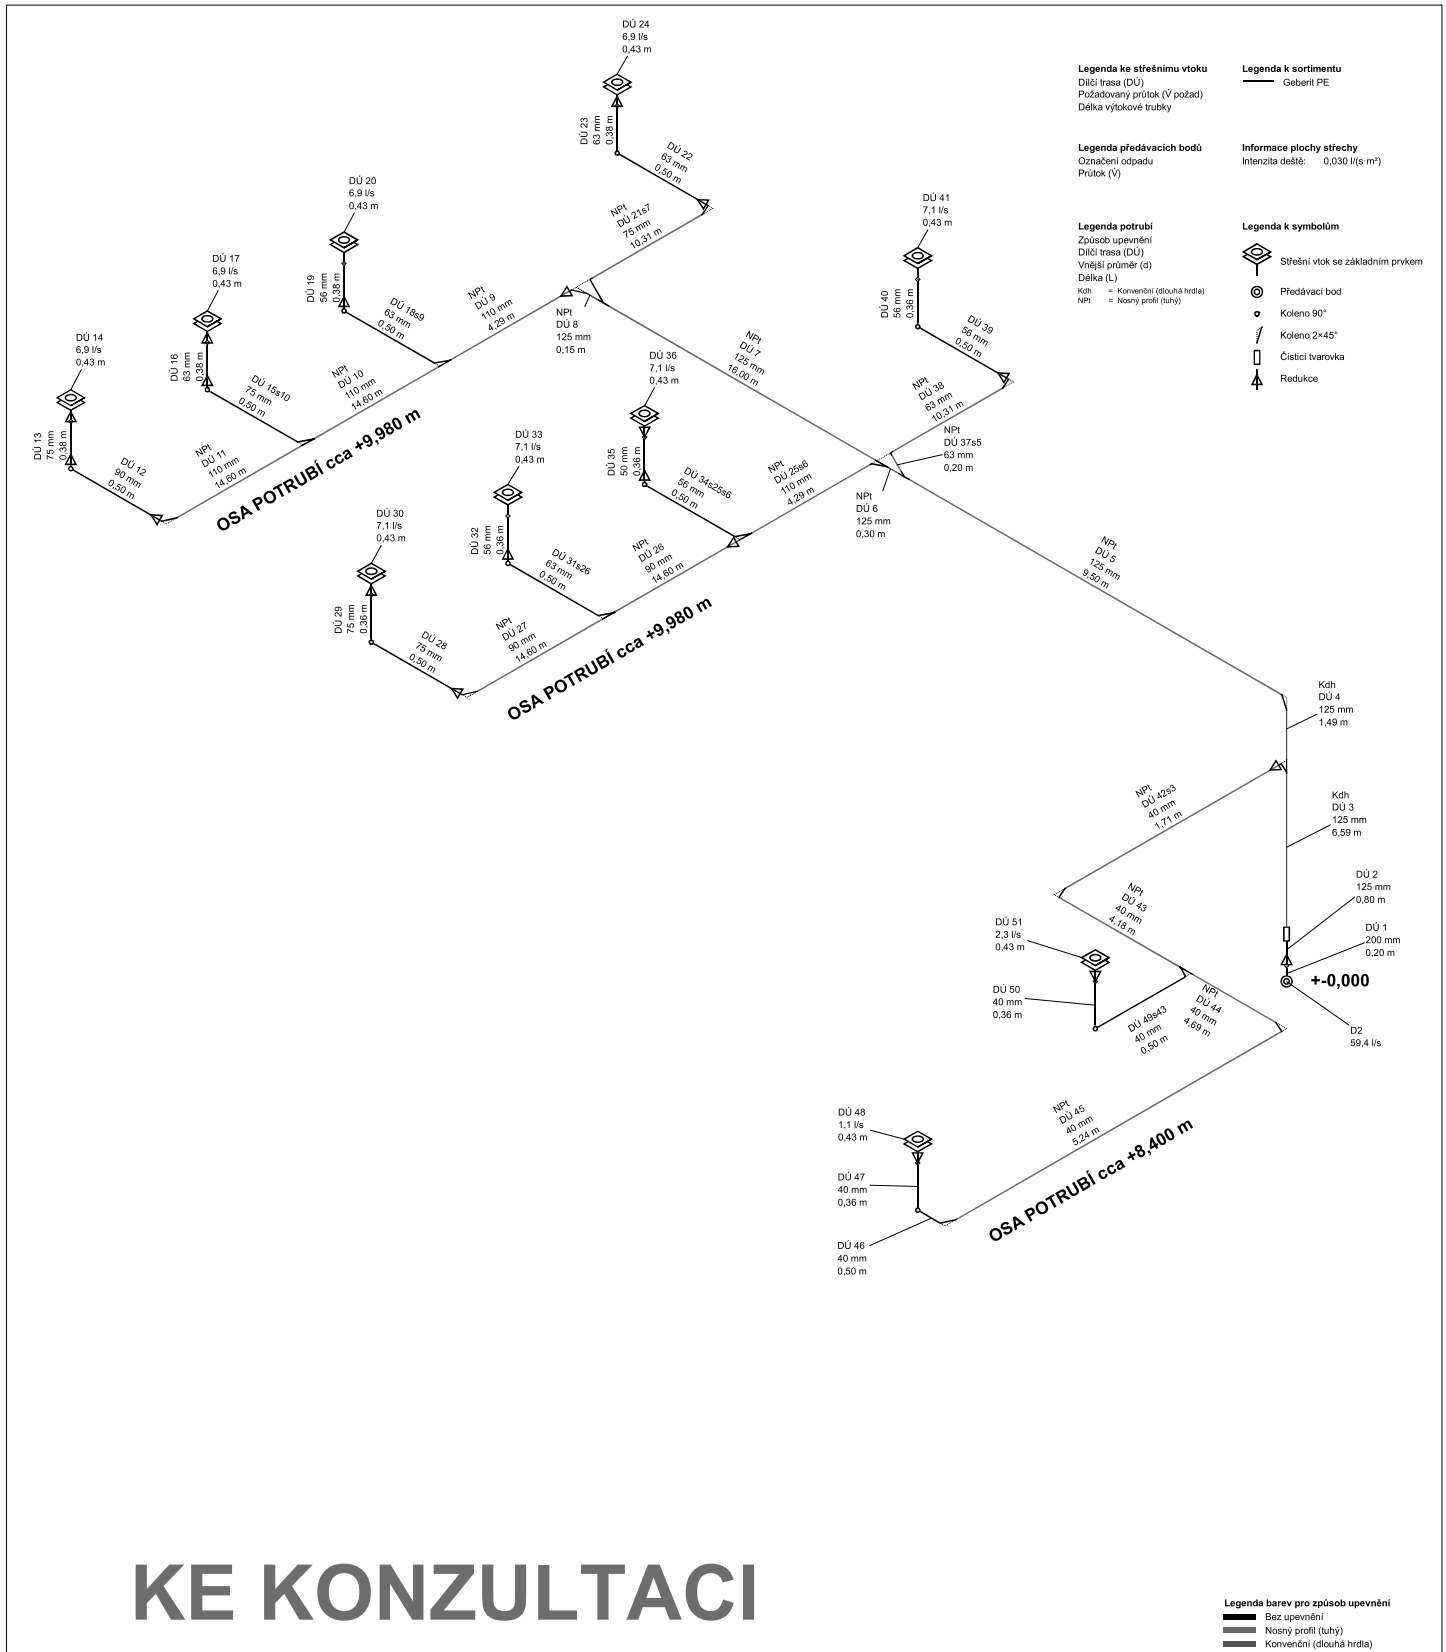 DÚ 24
6,9 l/s
0,43 m
DÚ 23
63 mm
0,38 m
DÚ 22
63 mm
0,50 m
NPt
DÚ 21s7
75 mm
10,31 m
DÚ 20
6,9 l/s
0,43 m
DÚ 19
56 mm
0,38 m
DÚ 18s9
63 mm
0,50 m
NPt
DÚ 9
110 mm
4,29 m
NPt
DÚ 8
125 mm
0,15 m
DÚ 17
6,9 l/s
0,43 m
DÚ 16
63 mm
0,38 m
DÚ 15s10
75 mm
0,50 m
NPt
DÚ 10
110 mm
14,60 m
DÚ 14
6,9 l/s
0,43 m
DÚ 13
75 mm
0,38 m
DÚ 12
90 mm
0,50 m
NPt
DÚ 11
110 mm
14,60 m
OSA POTRUBÍ cca +9,980 m
NPt
DÚ 7
125 mm
16,00 m
DÚ 41
7,1 l/s
0,43 m
DÚ 40
56 mm
0,36 m
DÚ 39
56 mm
0,50 m
NPt
DÚ 38
63 mm
10,31 m
NPt
DÚ 37s5
63 mm
0,20 m
DÚ 36
7,1 l/s
0,43 m
DÚ 35
50 mm
0,36 m
DÚ 34s25s6
56 mm
0,50 m
NPt
DÚ 25s6
110 mm
4,29 m
NPt
DÚ 6
125 mm
0,30 m
DÚ 33
7,1 l/s
0,43 m
DÚ 32
56 mm
0,36 m
DÚ 31s26
63 mm
0,50 m
NPt
DÚ 26
90 mm
14,60 m
DÚ 30
7,1 l/s
0,43 m
DÚ 29
75 mm
0,36 m
DÚ 28
75 mm
0,50 m
NPt
DÚ 27
90 mm
14,60 m
OSA POTRUBÍ cca +9,980 m
NPt
DÚ 5
125 mm
9,50 m
Kdh
DÚ 4
125 mm
1,49 m
NPt
DÚ 42s3
40 mm
1,71 m
Kdh
DÚ 3
125 mm
6,59 m
DÚ 2
125 mm
0,80 m
DÚ 1
200 mm
0,20 m
+-0,000
D2
59,4 l/s
NPt
DÚ 43
40 mm
4,18 m
DÚ 51
2,3 l/s
0,43 m
DÚ 50
40 mm
0,36 m
DÚ 49s43
40 mm
0,50 m
NPt
DÚ 44
40 mm
4,69 m
NPt
DÚ 45
40 mm
5,24 m
DÚ 48
1,1 l/s
0,43 m
DÚ 47
40 mm
0,36 m
DÚ 46
40 mm
0,50 m
OSA POTRUBÍ cca +8,400 m
Legenda ke střešnímu vtoku
Dílčí trasa (DÚ)
Požadovaný průtok (V̇ požad)
Délka výtokové trubky
Legenda k sortimentu
Geberit PE
Legenda předávacích bodů
Označení odpadu
Průtok (V̇)
Informace plochy střechy
Intenzita deště: 0,030 l/(s·m²)
Legenda potrubí
Způsob upevnění
Dílčí trasa (DÚ)
Vnější průměr (d)
Délka (L)
Kdh = Konvenční (dlouhá hrdla)
NPt = Nosný profil (tuhý)
Legenda k symbolům
Střešní vtok se základním prvkem
Předávací bod
Koleno 90°
Koleno 2×45°
Čisticí tvarovka
Redukce
KE KONZULTACI
Legenda barev pro způsob upevnění
Bez upevnění
Nosný profil (tuhý)
Konvenční (dlouhá hrdla)